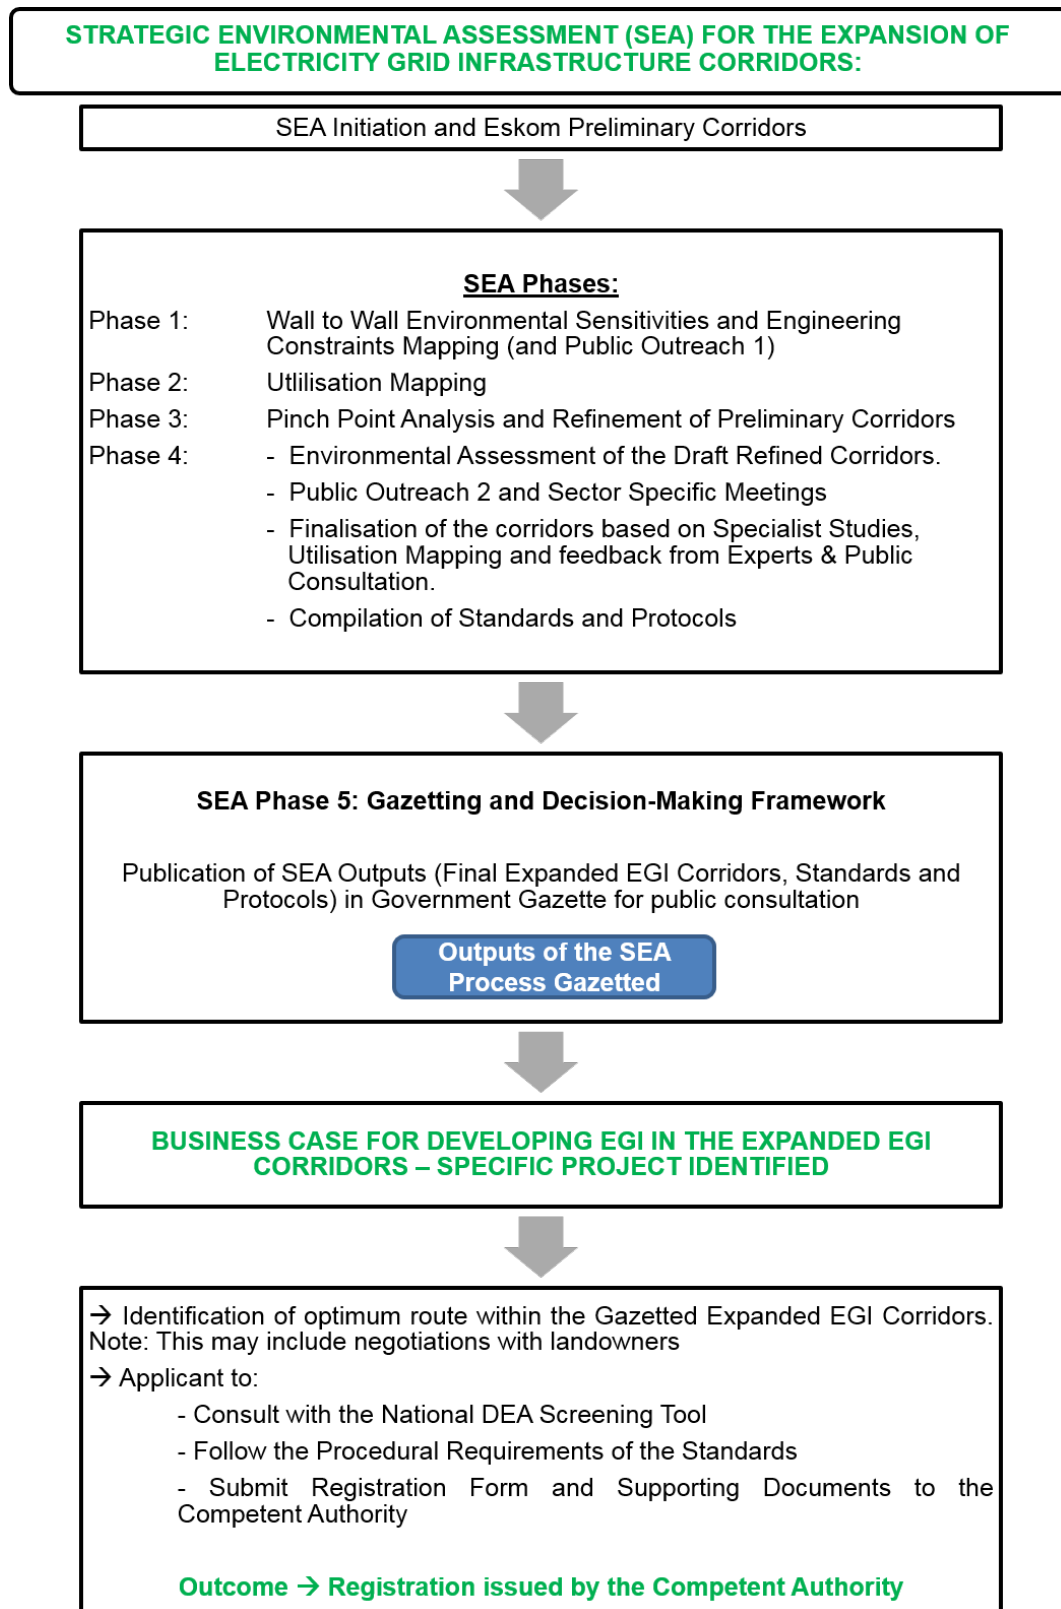 STRATEGIC ENVIRONMENTAL ASSESSMENT (SEA) FOR THE EXPANSION OF
ELECTRICITY GRID INFRASTRUCTURE CORRIDORS:
SEA Initiation and Eskom Preliminary Corridors
SEA Phases:
Phase 1: Wall to Wall Environmental Sensitivities and Engineering
Constraints Mapping (and Public Outreach 1)
Phase 2: Utlilisation Mapping
Phase 3: Pinch Point Analysis and Refinement of Preliminary Corridors
Phase 4: - Environmental Assessment of the Draft Refined Corridors.
- Public Outreach 2 and Sector Specific Meetings
- Finalisation of the corridors based on Specialist Studies,
Utilisation Mapping and feedback from Experts & Public
Consultation.
- Compilation of Standards and Protocols
SEA Phase 5: Gazetting and Decision-Making Framework
Publication of SEA Outputs (Final Expanded EGI Corridors, Standards and
Protocols) in Government Gazette for public consultation
Outputs of the SEA
Process Gazetted
BUSINESS CASE FOR DEVELOPING EGI IN THE EXPANDED EGI
CORRIDORS – SPECIFIC PROJECT IDENTIFIED
→ Identification of optimum route within the Gazetted Expanded EGI Corridors.
Note: This may include negotiations with landowners
→ Applicant to:
- Consult with the National DEA Screening Tool
- Follow the Procedural Requirements of the Standards
- Submit Registration Form and Supporting Documents to the
Competent Authority
Outcome → Registration issued by the Competent Authority